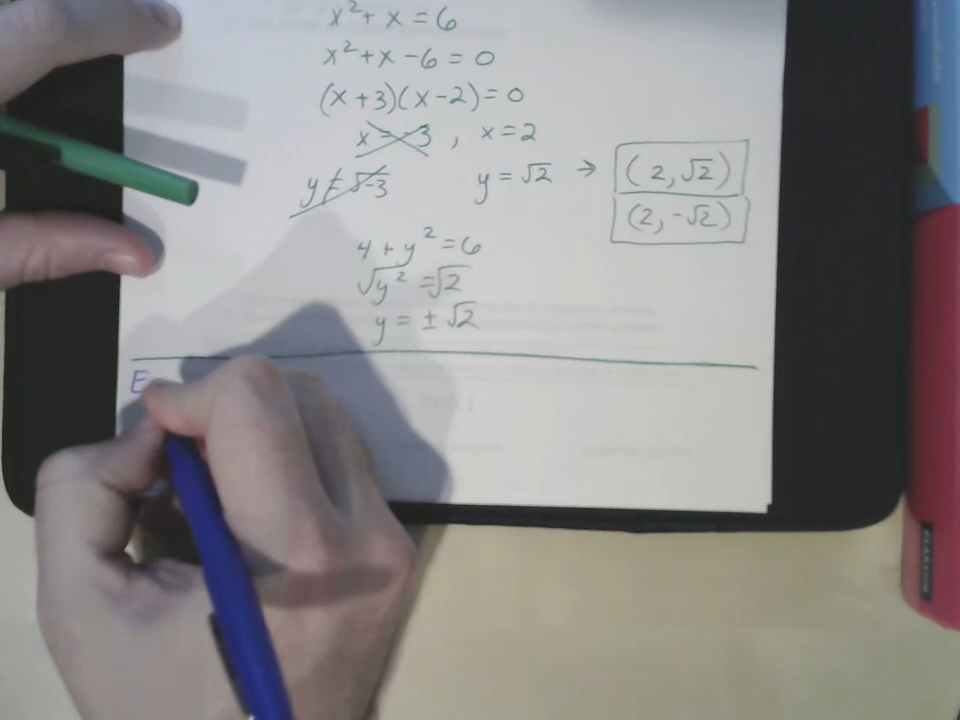 x² + x = 6
x² + x - 6 = 0
(x + 3)(x - 2) = 0
x = -3 , x = 2
y = √-3 y = √2 → (2, √2)
(2, -√2)
4 + y² = 6
√y² = √2
y = ± √2
E
PEARSON